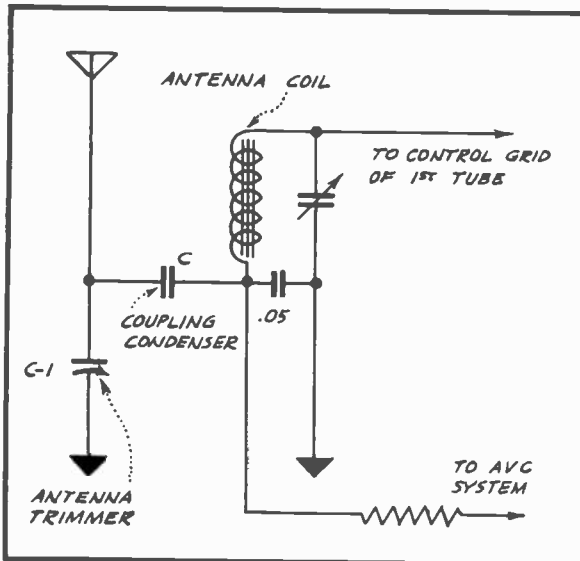 ANTENNA COIL
TO CONTROL GRID
OF 1ST TUBE
C
.05
COUPLING
CONDENSER
C-1
ANTENNA
TRIMMER
TO AVC
SYSTEM